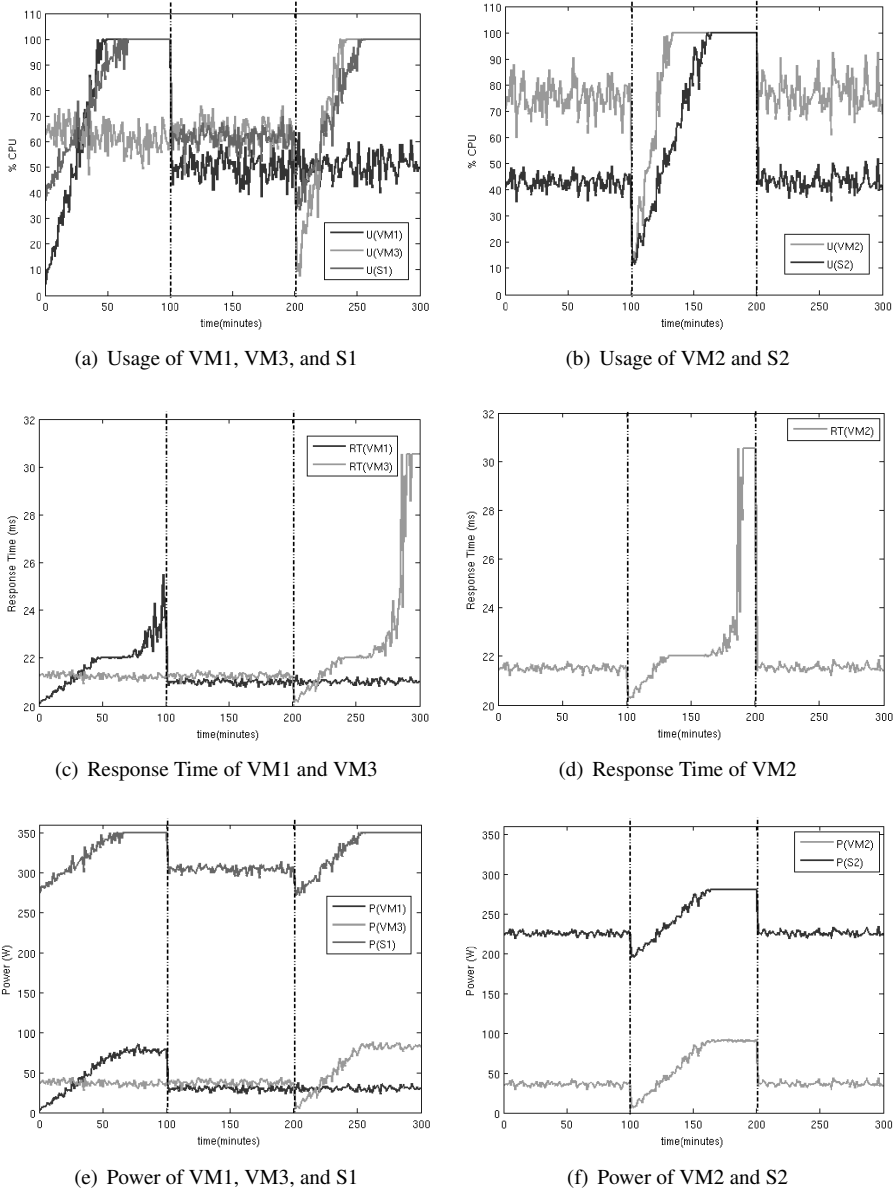 100
90
80
70
60
50
40
30
20
10
0
% CPU
U(VM1)
U(VM3)
U(S1)
0 50 100 150 200 250 300
time(minutes)
(a) Usage of VM1, VM3, and S1
100
90
80
70
60
50
40
30
20
10
0
% CPU
U(VM2)
U(S2)
0 50 100 150 200 250 300
time(minutes)
(b) Usage of VM2 and S2
32
30
28
26
24
22
20
Response Time (ms)
RT(VM1)
RT(VM3)
0 50 100 150 200 250 300
time(minutes)
(c) Response Time of VM1 and VM3
32
30
28
26
24
22
20
Response Time (ms)
RT(VM2)
0 50 100 150 200 250 300
time(minutes)
(d) Response Time of VM2
350
300
250
200
150
100
50
0
Power (W)
P(VM1)
P(VM3)
P(S1)
0 50 100 150 200 250 300
time(minutes)
(e) Power of VM1, VM3, and S1
350
300
250
200
150
100
50
0
Power (W)
P(VM2)
P(S2)
0 50 100 150 200 250 300
time(minutes)
(f) Power of VM2 and S2